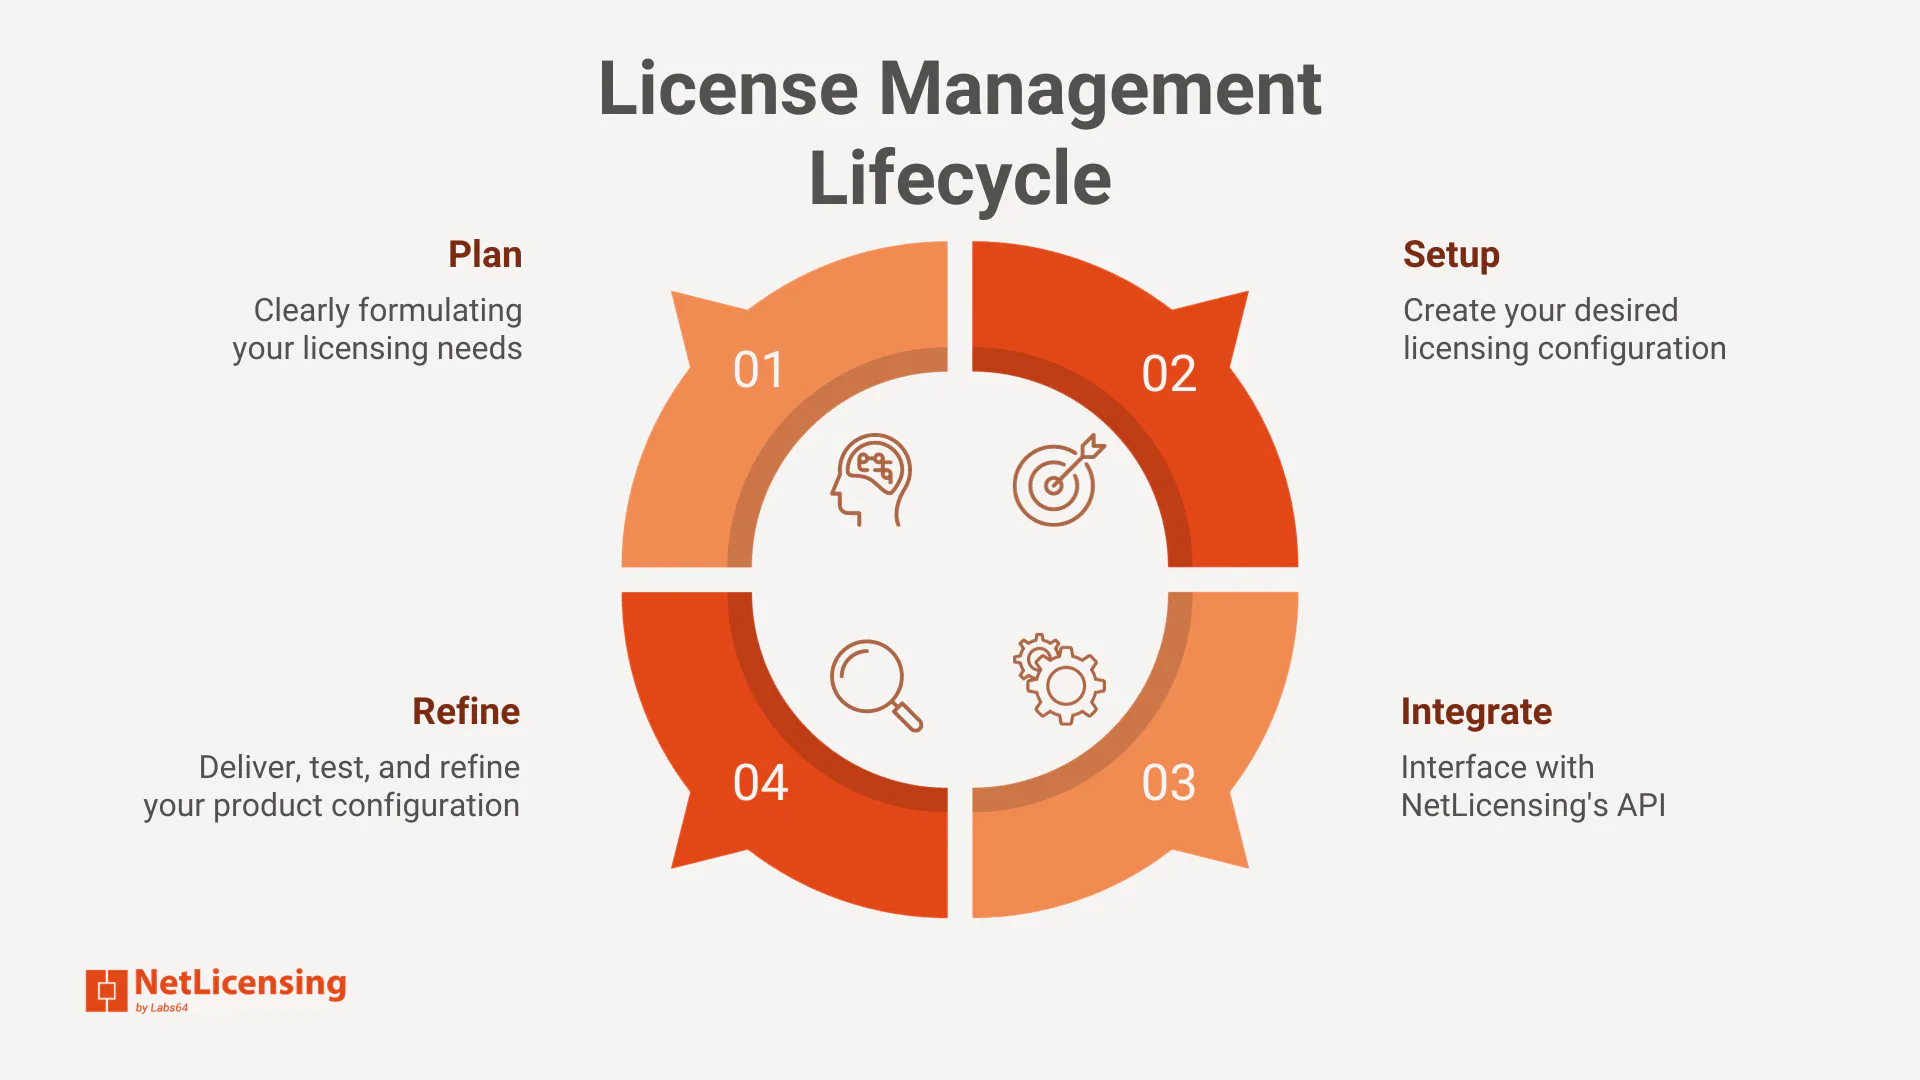 License Management
Lifecycle
Plan
Clearly formulating
your licensing needs
01
02
Setup
Create your desired
licensing configuration
Refine
Deliver, test, and refine
your product configuration
04
03
Integrate
Interface with
NetLicensing's API
NetLicensing
by Labs64